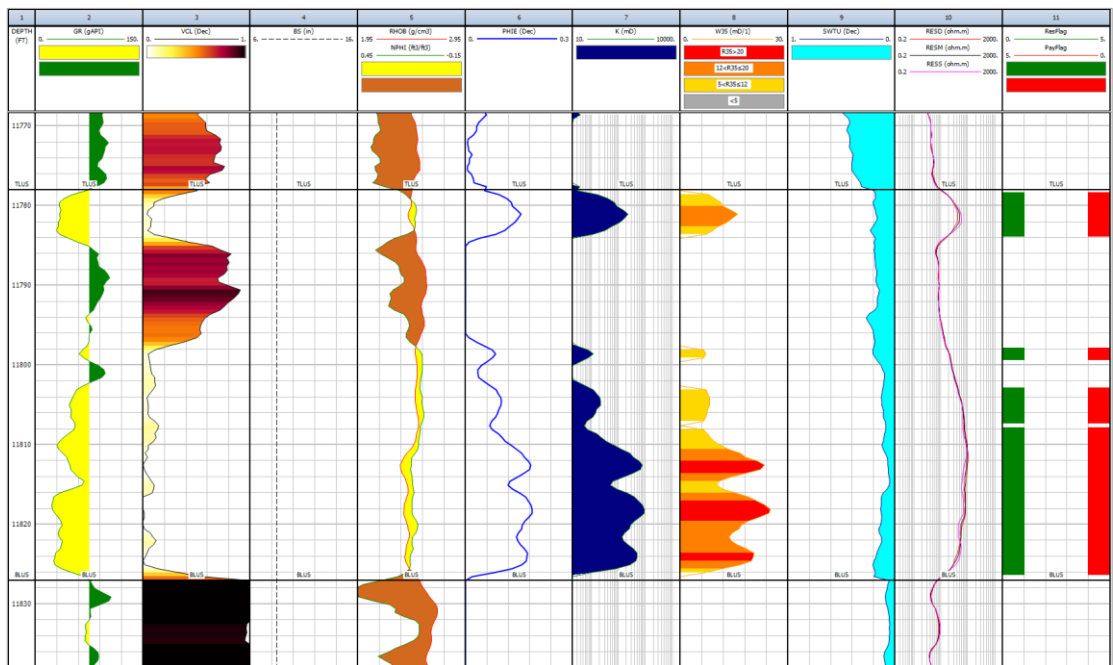 1 2 3 4 5 6 7 8 9 10 11
DEPTH (FT) GR (gAPI) VCL (Dec) BS (in) RHOB (g/cm3) PHIE (Dec) K (mD) W35 (mD/1) SWTU (Dec) RESD (ohm.m) ResFlag
0. 150. 0. 1. 6. 16. 1.95 2.95 0. 0.3 10. 10000. 0. 30. 1. 0. 0.2 2000. 0. 5.
NPHI (ft3/ft3) R35>20 RESM (ohm.m) PayFlag
0.45 -0.15 0.2 2000. 5. 0.
12<R35≤20 RESS (ohm.m)
0.2 2000.
5<R35≤12
<5
11770
TLUS TLUS TLUS TLUS TLUS TLUS TLUS TLUS TLUS TLUS TLUS
11780
11790
11800
11810
11820
BLUS BLUS BLUS BLUS BLUS BLUS BLUS BLUS BLUS BLUS BLUS
11830